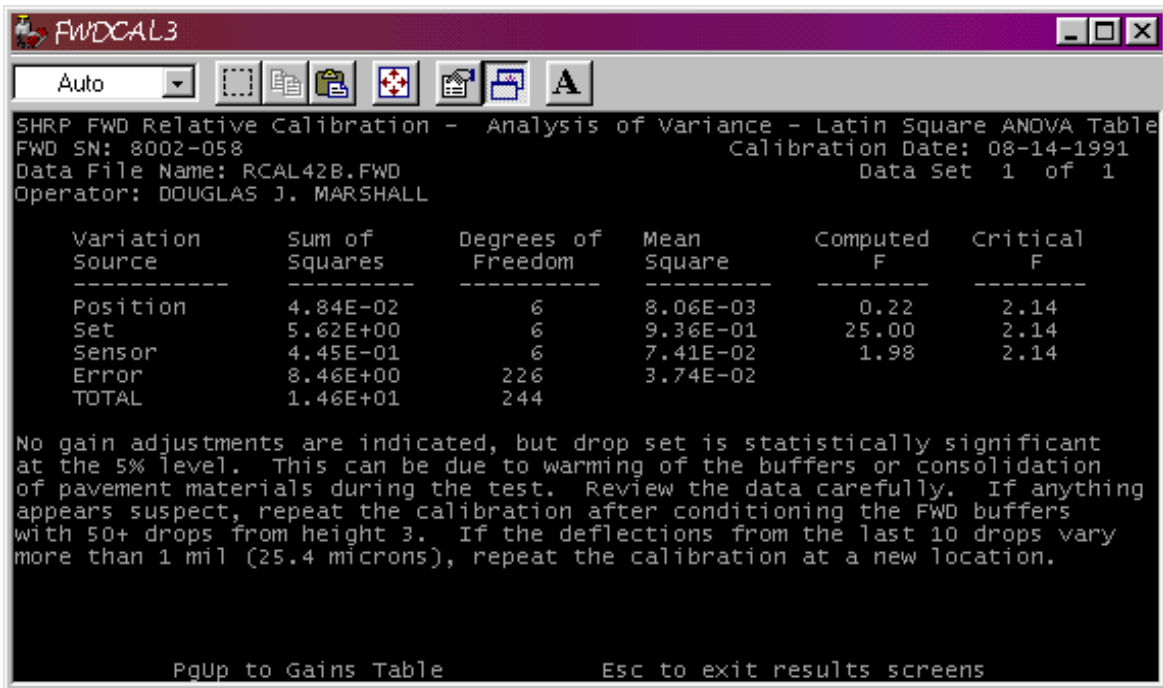 FWDCAL3
Auto
A
SHRP FWD Relative Calibration - Analysis of Variance - Latin Square ANOVA Table
FWD SN: 8002-058 Calibration Date: 08-14-1991
Data File Name: RCAL42B.FWD Data Set 1 of 1
Operator: DOUGLAS J. MARSHALL
Variation Sum of Degrees of Mean Computed Critical
Source Squares Freedom Square F F
----------- --------- ---------- --------- -------- --------
Position 4.84E-02 6 8.06E-03 0.22 2.14
Set 5.62E+00 6 9.36E-01 25.00 2.14
Sensor 4.45E-01 6 7.41E-02 1.98 2.14
Error 8.46E+00 226 3.74E-02
TOTAL 1.46E+01 244
No gain adjustments are indicated, but drop set is statistically significant
at the 5% level. This can be due to warming of the buffers or consolidation
of pavement materials during the test. Review the data carefully. If anything
appears suspect, repeat the calibration after conditioning the FWD buffers
with 50+ drops from height 3. If the deflections from the last 10 drops vary
more than 1 mil (25.4 microns), repeat the calibration at a new location.
PgUp to Gains Table Esc to exit results screens